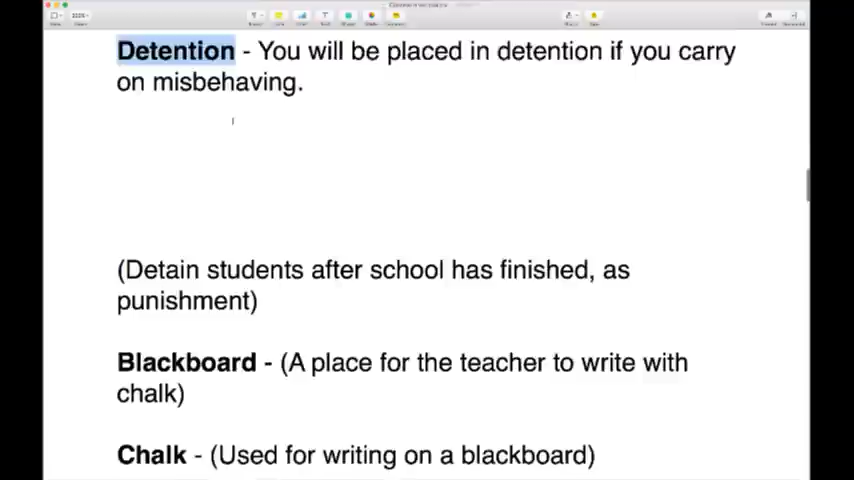 Detention - You will be placed in detention if you carry
on misbehaving.
(Detain students after school has finished, as
punishment)
Blackboard - (A place for the teacher to write with
chalk)
Chalk - (Used for writing on a blackboard)